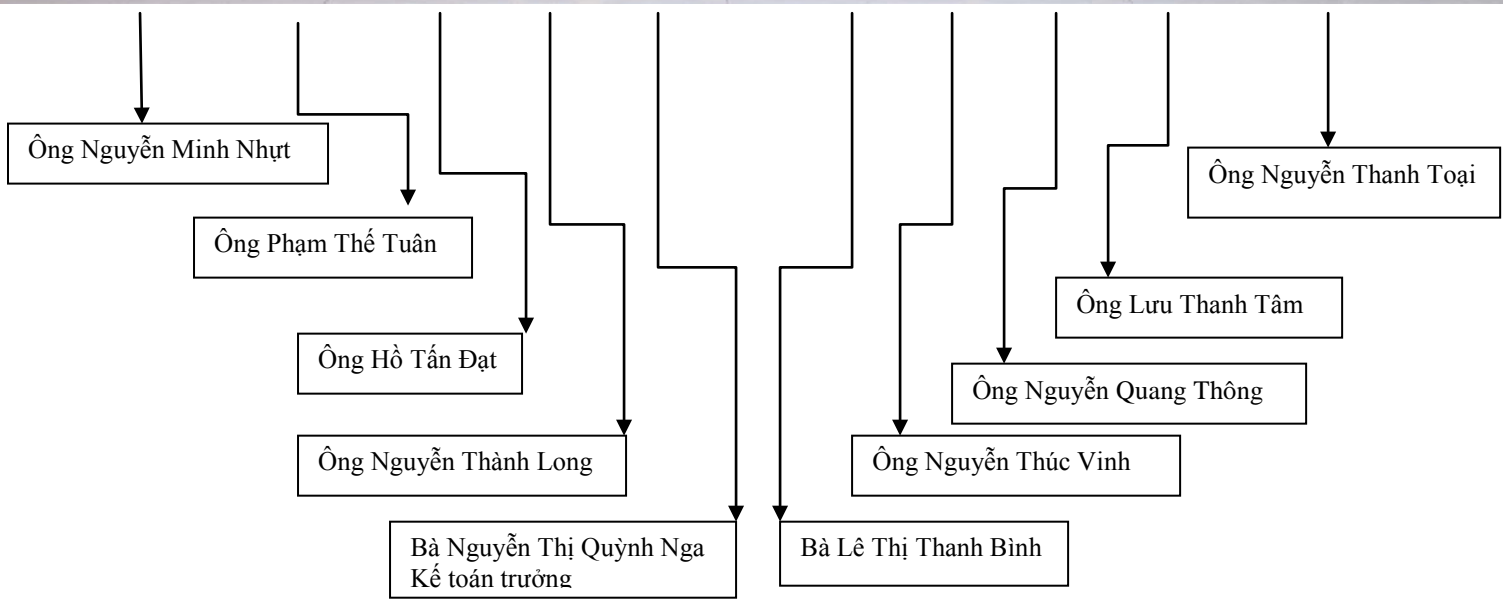 Ông Nguyễn Minh Nhựt
Ông Nguyễn Thanh Toại
Ông Phạm Thế Tuân
Ông Lưu Thanh Tâm
Ông Hồ Tấn Đạt
Ông Nguyễn Quang Thông
Ông Nguyễn Thành Long
Ông Nguyễn Thúc Vinh
Bà Nguyễn Thị Quỳnh Nga
Kế toán trưởng
Bà Lê Thị Thanh Bình